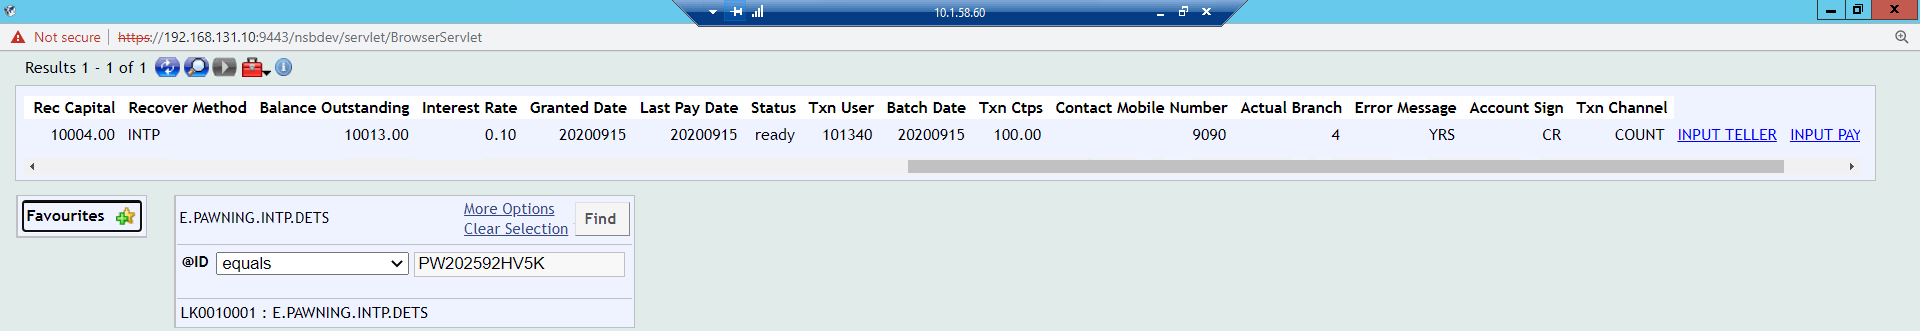 10.1.58.60
Not secure | https://192.168.131.10:9443/nsbdev/servlet/BrowserServlet
Results 1 - 1 of 1
Rec Capital Recover Method Balance Outstanding Interest Rate Granted Date Last Pay Date Status Txn User Batch Date Txn Ctps Contact Mobile Number Actual Branch Error Message Account Sign Txn Channel
10004.00 INTP 10013.00 0.10 20200915 20200915 ready 101340 20200915 100.00 9090 4 YRS CR COUNT INPUT TELLER INPUT PAY
Favourites
E.PAWNING.INTP.DETS
More Options
Clear Selection
Find
@ID equals PW202592HV5K
LK0010001 : E.PAWNING.INTP.DETS